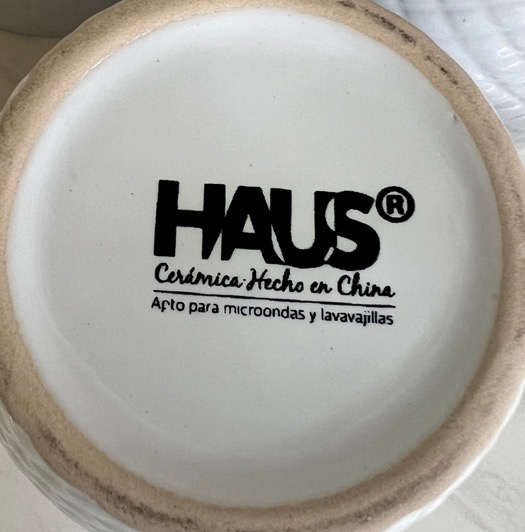 HAUS®
Cerámica·Hecho en China
Apto para microondas y lavavajillas